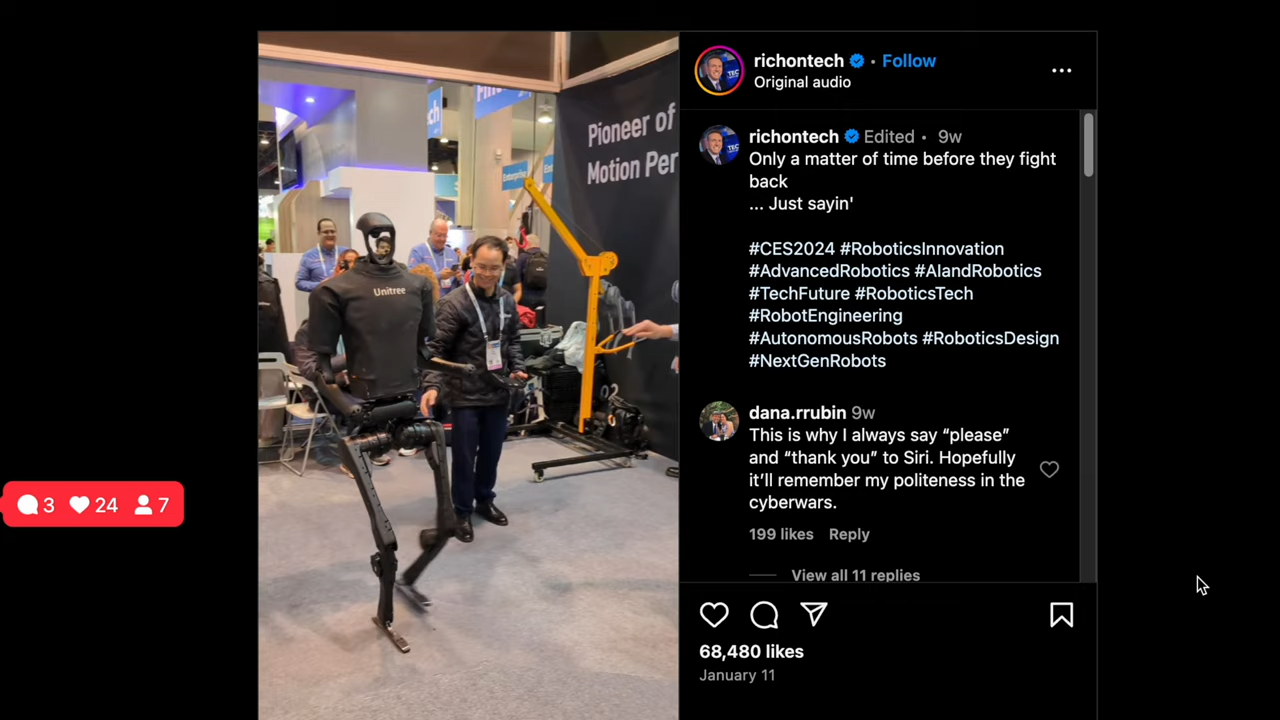 Pioneer of
Motion Per
Unitree
Enterprise
richontech • Follow
Original audio
richontech Edited • 9w
Only a matter of time before they fight
back
... Just sayin'
#CES2024 #RoboticsInnovation
#AdvancedRobotics #AIandRobotics
#TechFuture #RoboticsTech
#RobotEngineering
#AutonomousRobots #RoboticsDesign
#NextGenRobots
dana.rrubin 9w
This is why I always say “please”
and “thank you” to Siri. Hopefully
it’ll remember my politeness in the
cyberwars.
199 likes Reply
View all 11 replies
68,480 likes
January 11
3 24 7